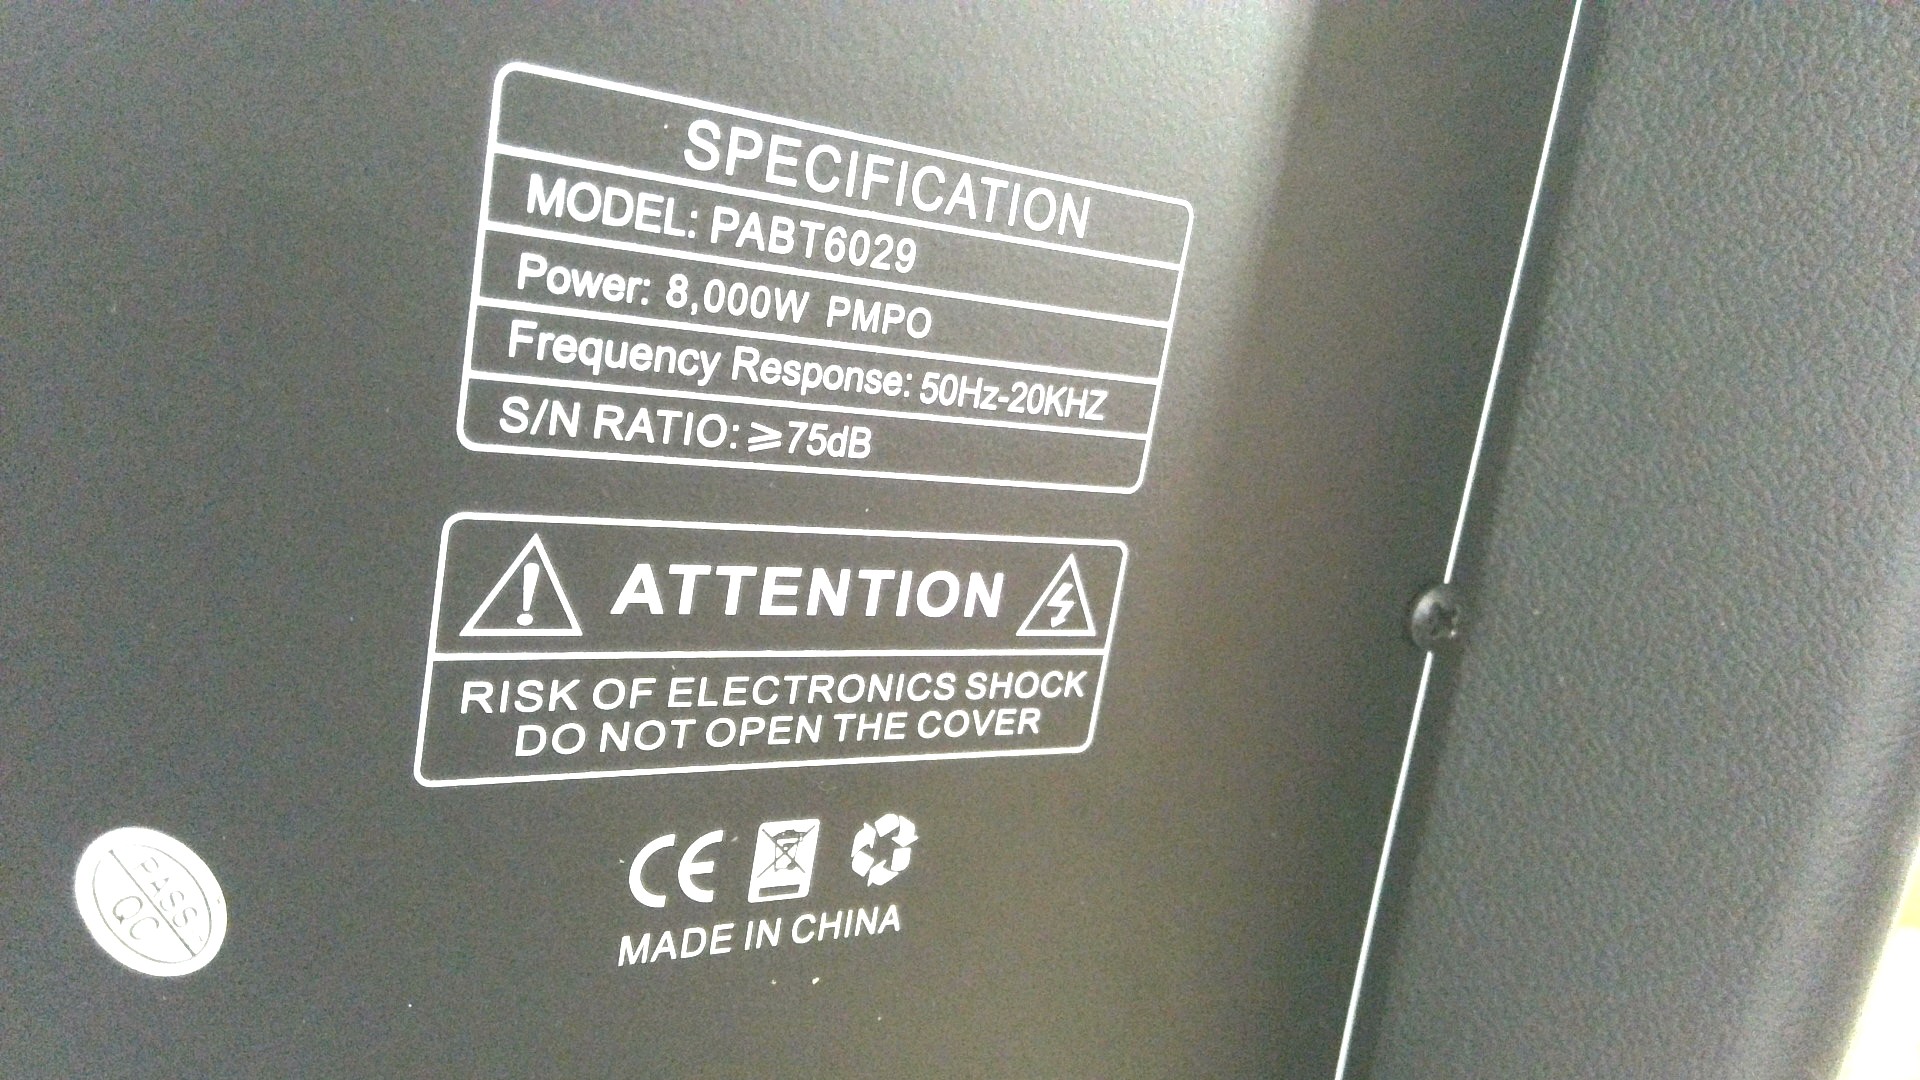 SPECIFICATION
MODEL: PABT6029
Power: 8,000W PMPO
Frequency Response: 50Hz-20KHZ
S/N RATIO: ⩾75dB
ATTENTION
RISK OF ELECTRONICS SHOCK
DO NOT OPEN THE COVER
CE
MADE IN CHINA
PASS
QC